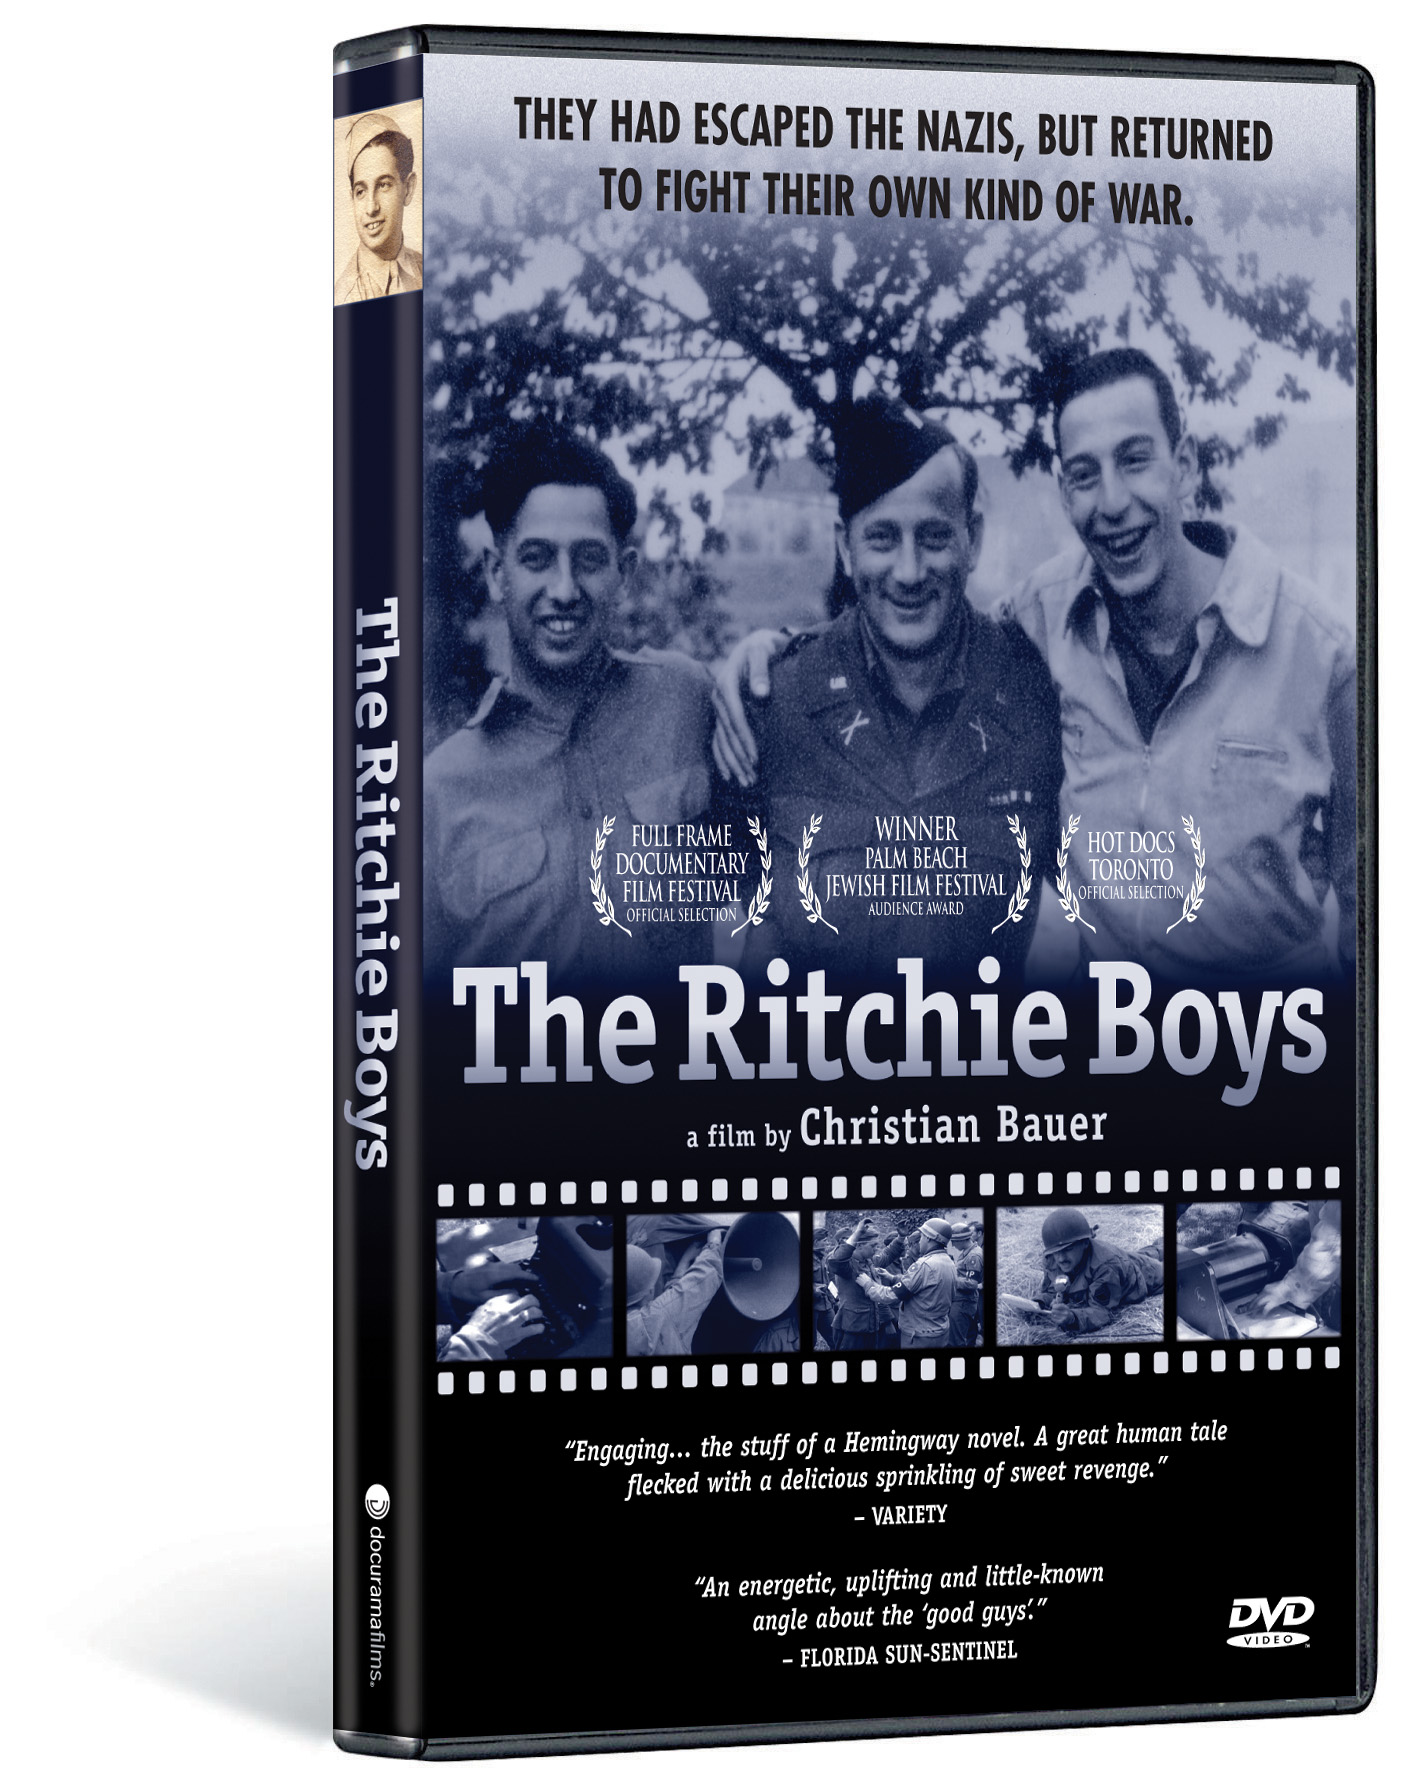 THEY HAD ESCAPED THE NAZIS, BUT RETURNED
TO FIGHT THEIR OWN KIND OF WAR.
FULL FRAME
DOCUMENTARY
FILM FESTIVAL
OFFICIAL SELECTION
WINNER
PALM BEACH
JEWISH FILM FESTIVAL
AUDIENCE AWARD
HOT DOCS
TORONTO
OFFICIAL SELECTION
The Ritchie Boys
a film by Christian Bauer
“Engaging... the stuff of a Hemingway novel. A great human tale
flecked with a delicious sprinkling of sweet revenge.”
– VARIETY
“An energetic, uplifting and little-known
angle about the ‘good guys’.”
– FLORIDA SUN-SENTINEL
DVD
VIDEO
™
The Ritchie Boys
docuramafilms®